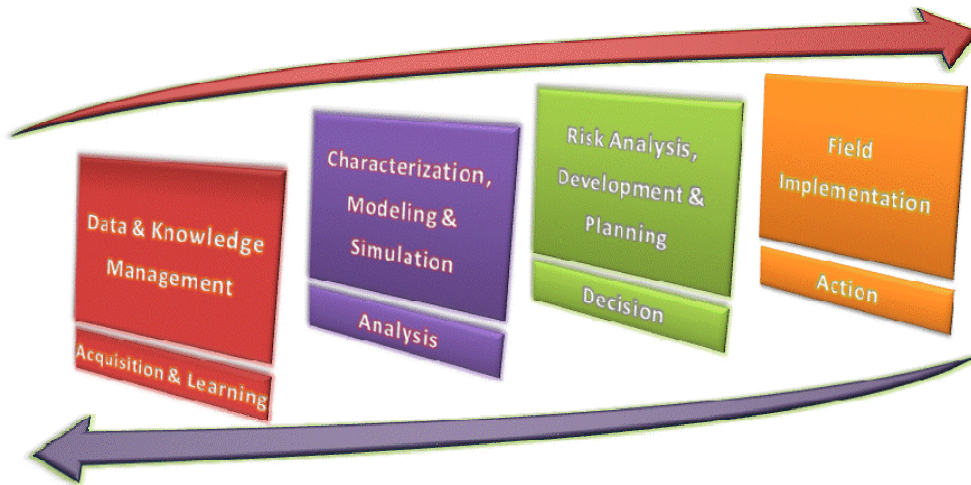 Data & Knowledge
Management
Acquisition & Learning
Characterization,
Modeling &
Simulation
Analysis
Risk Analysis,
Development &
Planning
Decision
Field
Implementation
Action